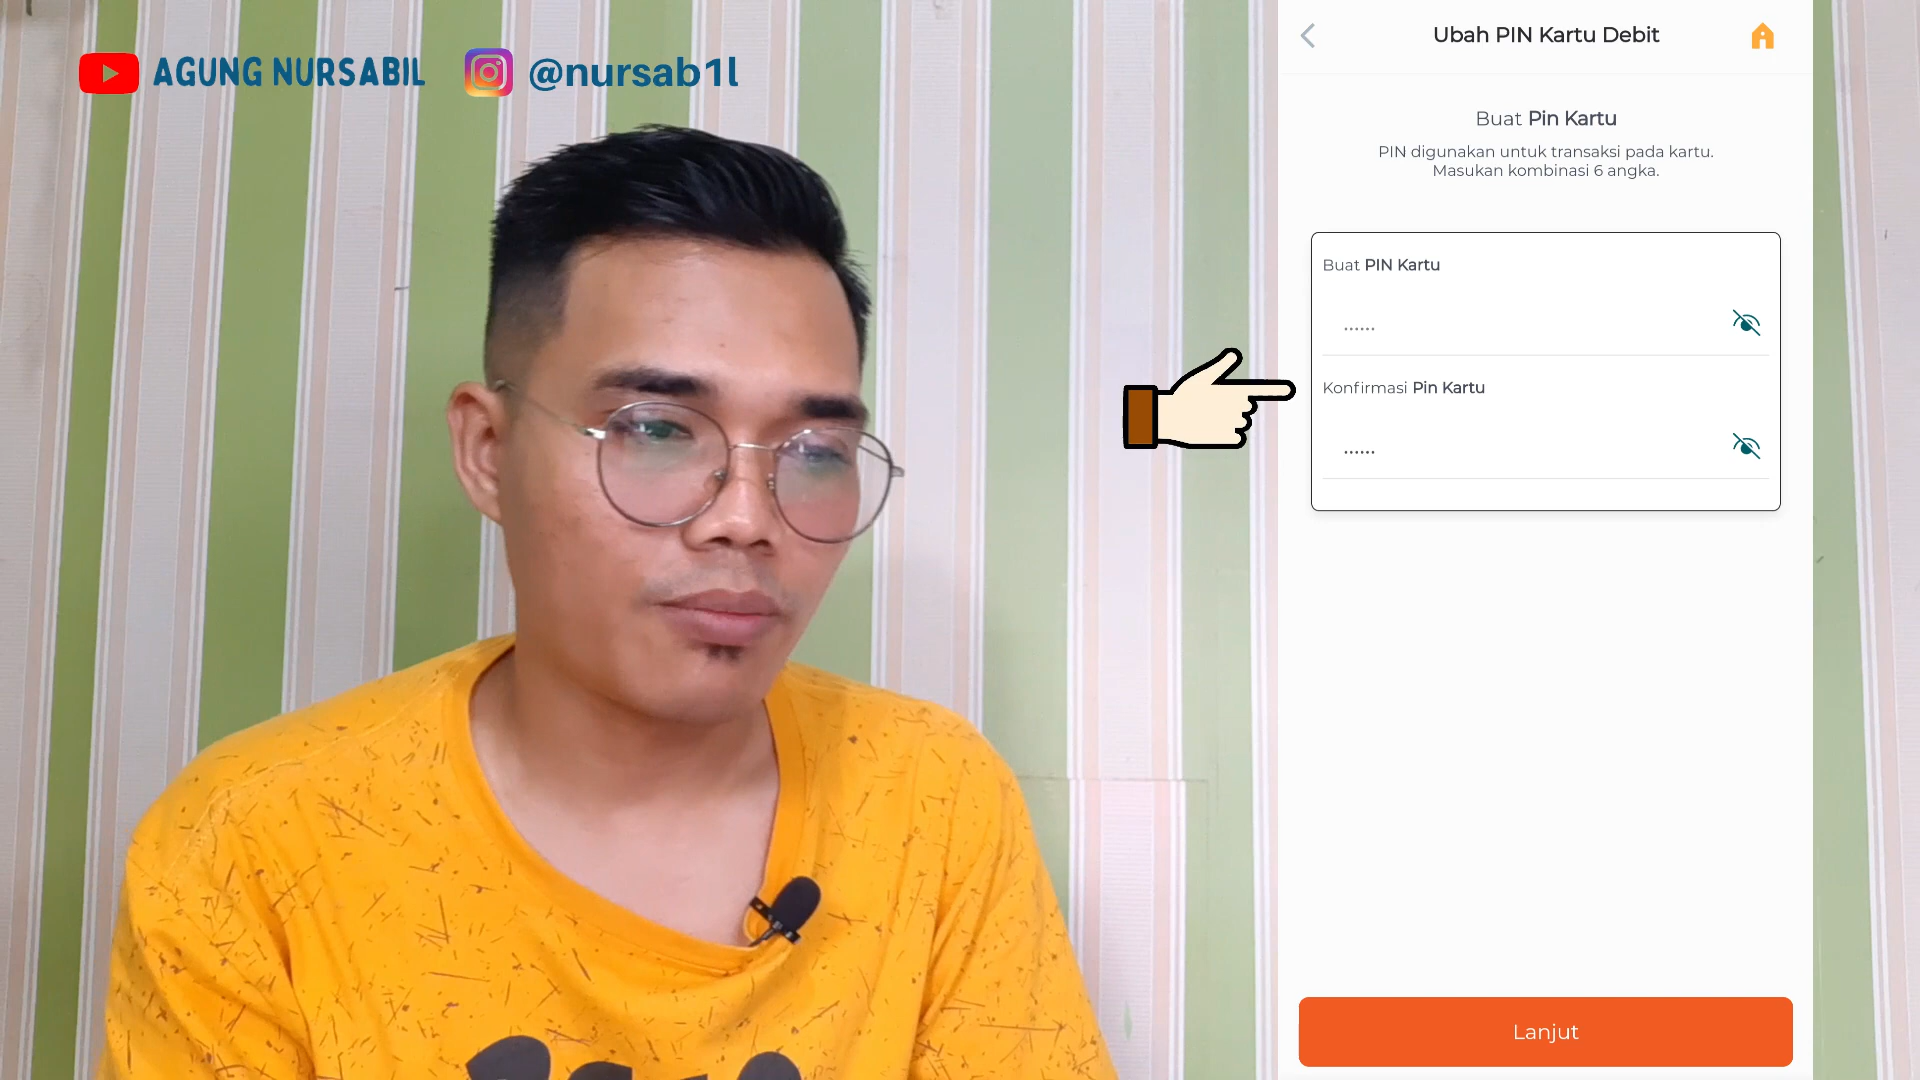 AGUNG NURSABIL
@nursab1l
Ubah PIN Kartu Debit
Buat Pin Kartu
PIN digunakan untuk transaksi pada kartu.
Masukan kombinasi 6 angka.
Buat PIN Kartu
......
Konfirmasi Pin Kartu
......
Lanjut